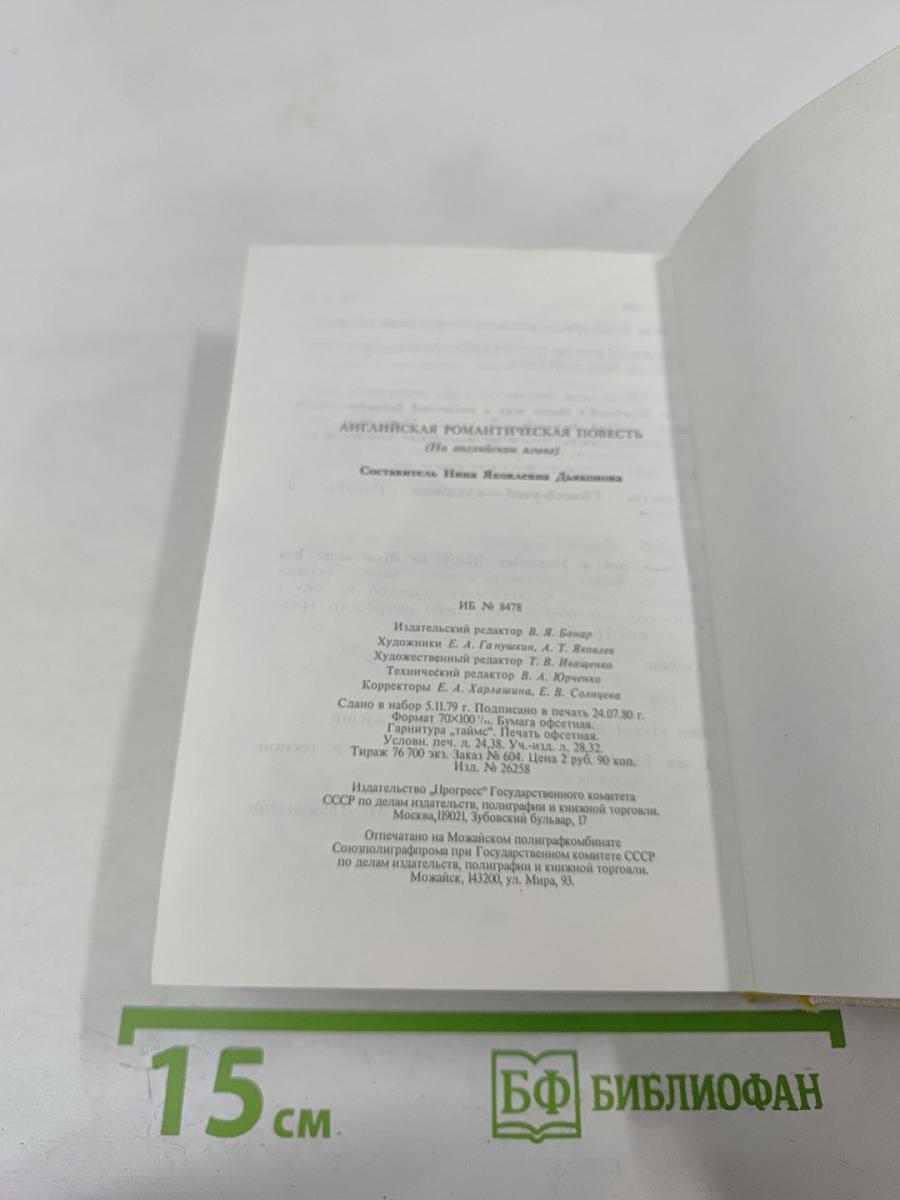 АНГЛИЙСКАЯ РОМАНТИЧЕСКАЯ ПОВЕСТЬ
(На английском языке)
Составитель Нина Яковлевна Дьяконова
ИБ № 8478
Издательский редактор В. Я. Бонар
Художники Е. А. Ганушкин, А. Т. Яковлев
Художественный редактор Т. В. Иващенко
Технический редактор В. А. Юрченко
Корректоры Е. А. Харлашина, Е. В. Солнцева
Сдано в набор 5.11.79 г. Подписано в печать 24.07.80 г.
Формат 70×100 1/32. Бумага офсетная.
Гарнитура „таймс“. Печать офсетная.
Условн. печ. л. 24,38. Уч.-изд. л. 28,32.
Тираж 76 700 экз. Заказ № 604. Цена 2 руб. 90 коп.
Изд. № 26258
Издательство „Прогресс“ Государственного комитета
СССР по делам издательств, полиграфии и книжной торговли.
Москва, 119021, Зубовский бульвар, 17
Отпечатано на Можайском полиграфкомбинате
Союзполиграфпрома при Государственном комитете СССР
по делам издательств, полиграфии и книжной торговли.
Можайск, 143200, ул. Мира, 93.
15 см
БФ БИБЛИОФАН